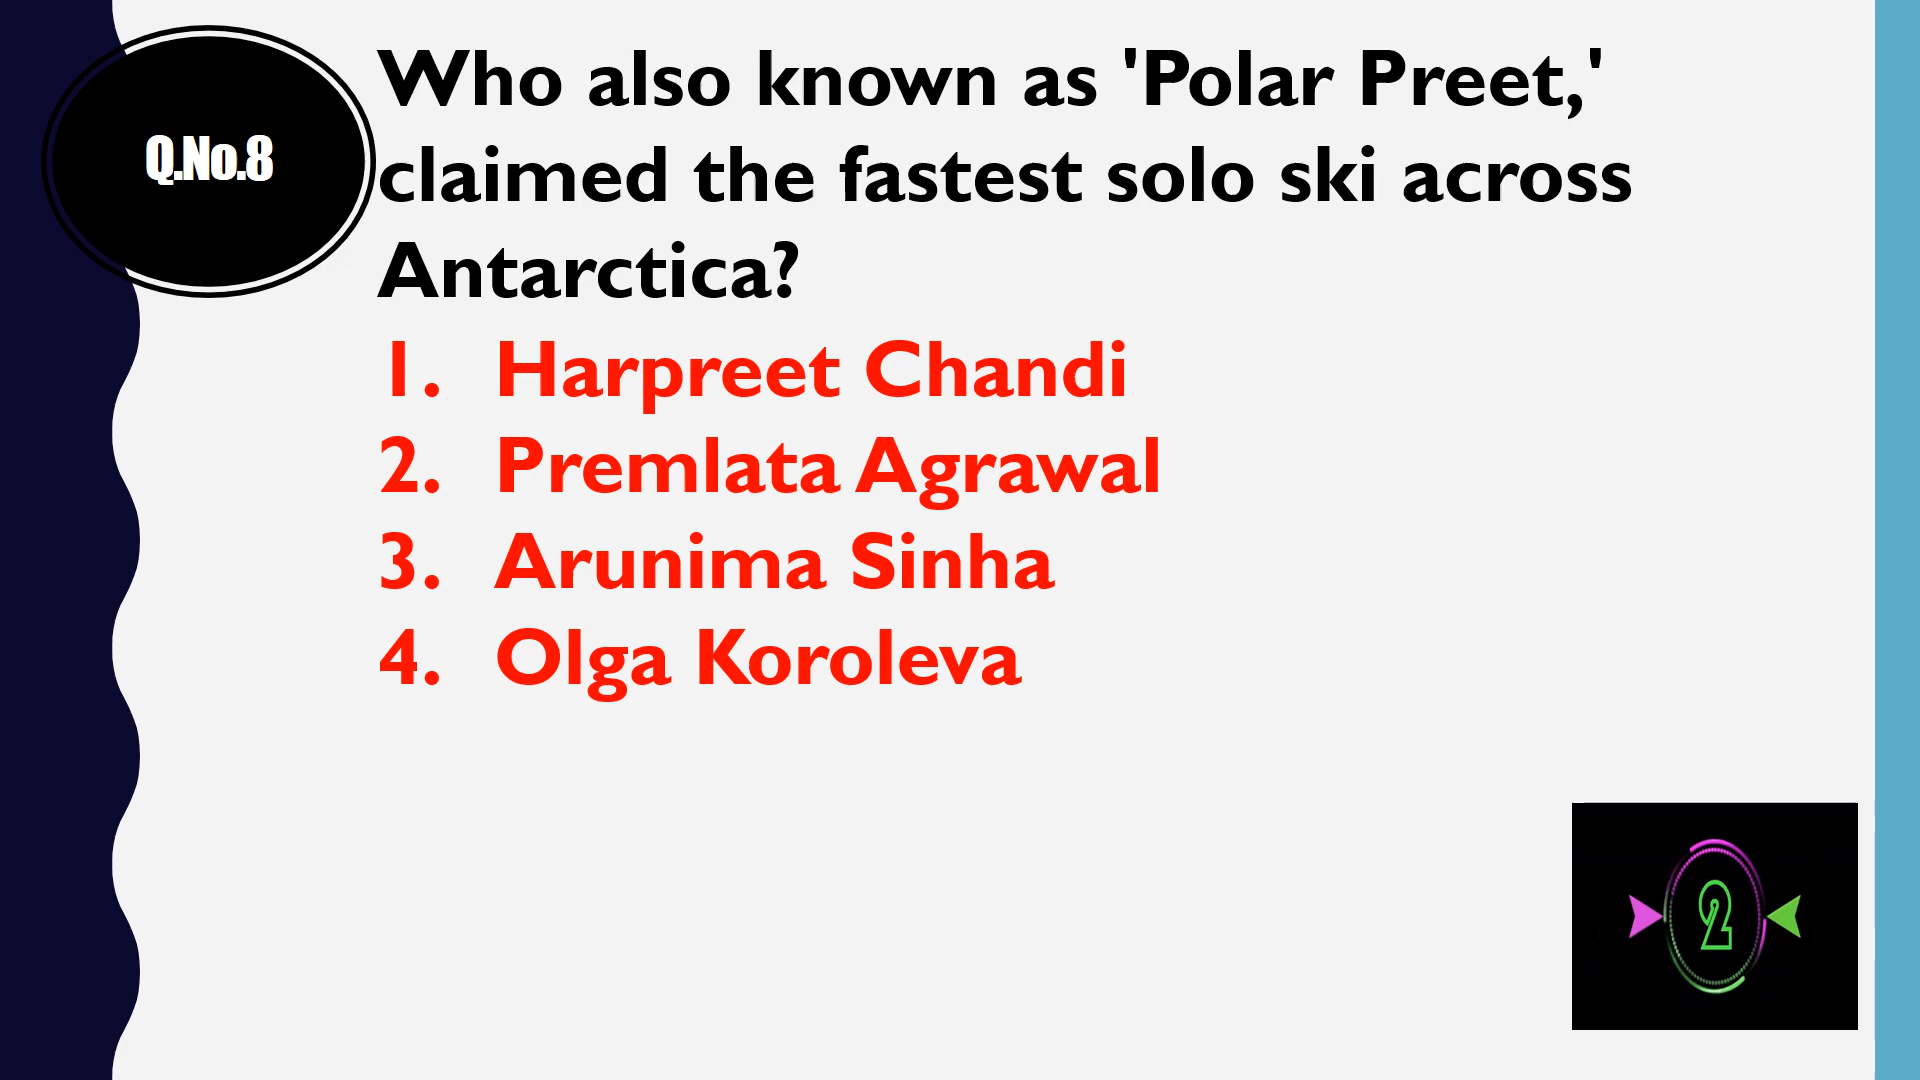 Q.No.8
Who also known as 'Polar Preet,'
claimed the fastest solo ski across
Antarctica?
1. Harpreet Chandi
2. Premlata Agrawal
3. Arunima Sinha
4. Olga Koroleva
2